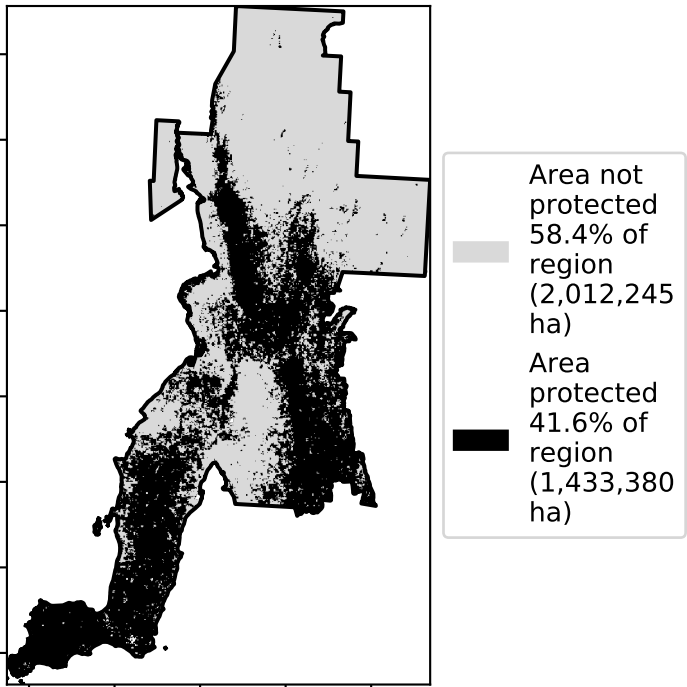 Area not
protected
58.4% of
region
(2,012,245
ha)
Area
protected
41.6% of
region
(1,433,380
ha)